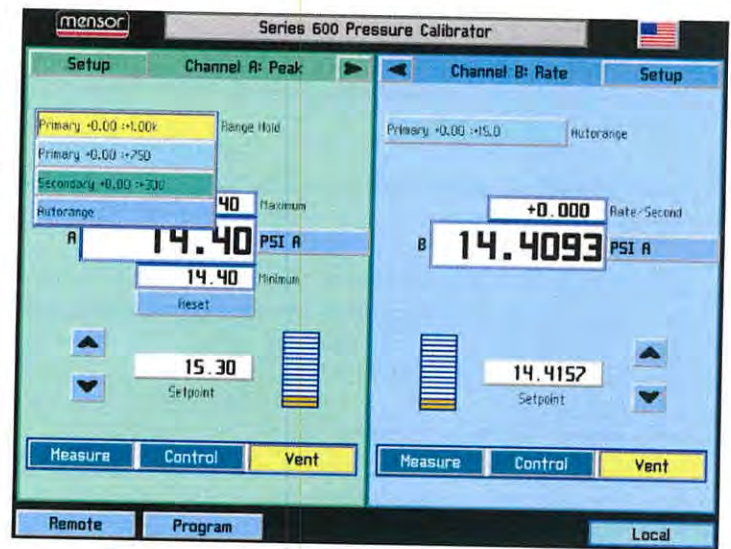 mensor
Series 600 Pressure Calibrator
Setup
Channel A: Peak
Channel B: Rate
Setup
Primary +0.00 :+1.00k
Range Hold
Primary +0.00 :+750
Secondary +0.00 :+300
Autorange
40
Maximum
A
14.40
PSI A
14.40
Minimum
Reset
15.30
Setpoint
Measure
Control
Vent
Primary +0.00 :+15.0
Autorange
+0.000
Rate/Second
B
14.4093
PSI A
14.4157
Setpoint
Measure
Control
Vent
Remote
Program
Local